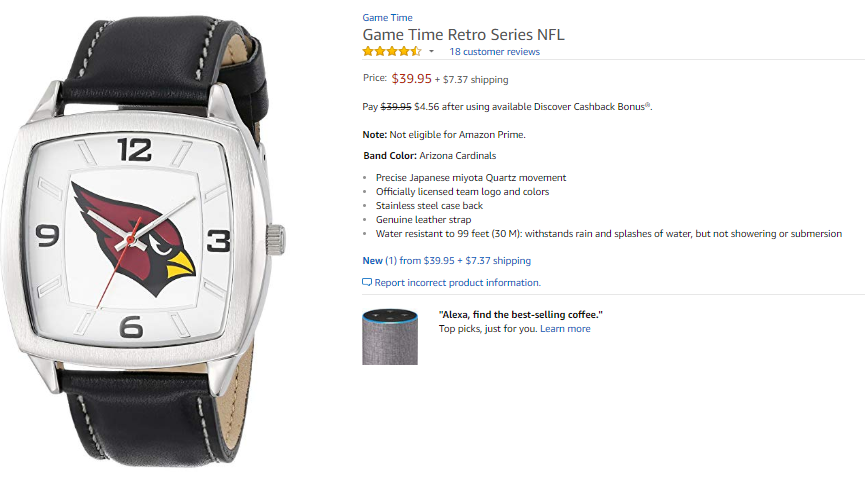 Game Time
Game Time Retro Series NFL
18 customer reviews
Price: $39.95 + $7.37 shipping
Pay $39.95 $4.56 after using available Discover Cashback Bonus®.
Note: Not eligible for Amazon Prime.
Band Color: Arizona Cardinals
Precise Japanese miyota Quartz movement
Officially licensed team logo and colors
Stainless steel case back
Genuine leather strap
Water resistant to 99 feet (30 M): withstands rain and splashes of water, but not showering or submersion
New (1) from $39.95 + $7.37 shipping
Report incorrect product information.
"Alexa, find the best-selling coffee."
Top picks, just for you. Learn more
12
9 3
6